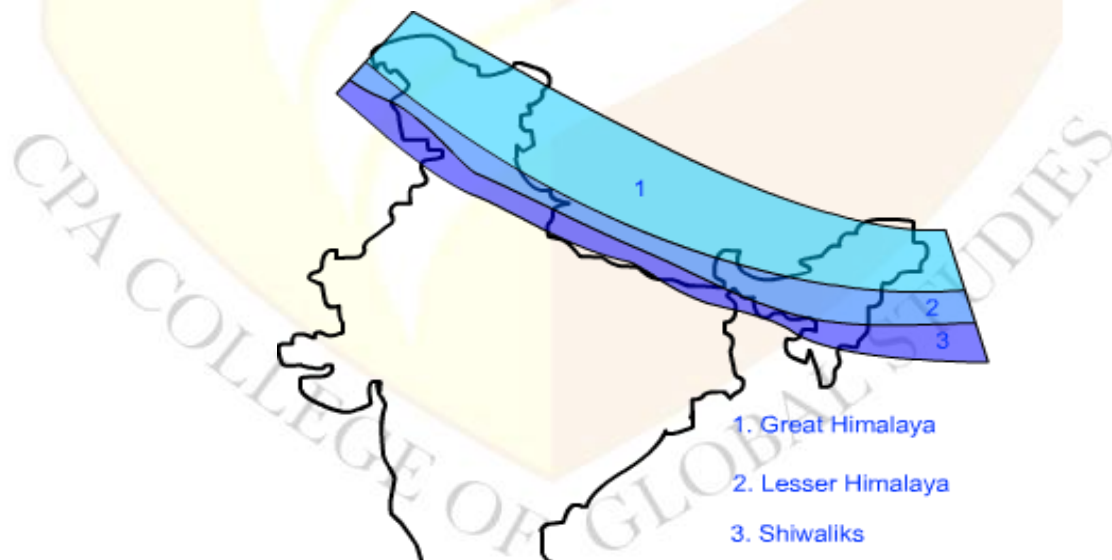 1
2
3
1. Great Himalaya
2. Lesser Himalaya
3. Shiwaliks
CPA COLLEGE OF GLOBAL STUDIES